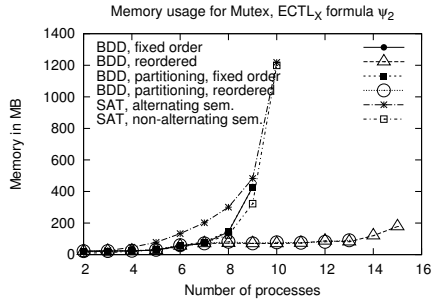 Memory usage for Mutex, ECTLX formula ψ2
1400
1200
1000
800
600
400
200
0
Memory in MB
BDD, fixed order
BDD, reordered
BDD, partitioning, fixed order
BDD, partitioning, reordered
SAT, alternating sem.
SAT, non-alternating sem.
2 4 6 8 10 12 14 16
Number of processes